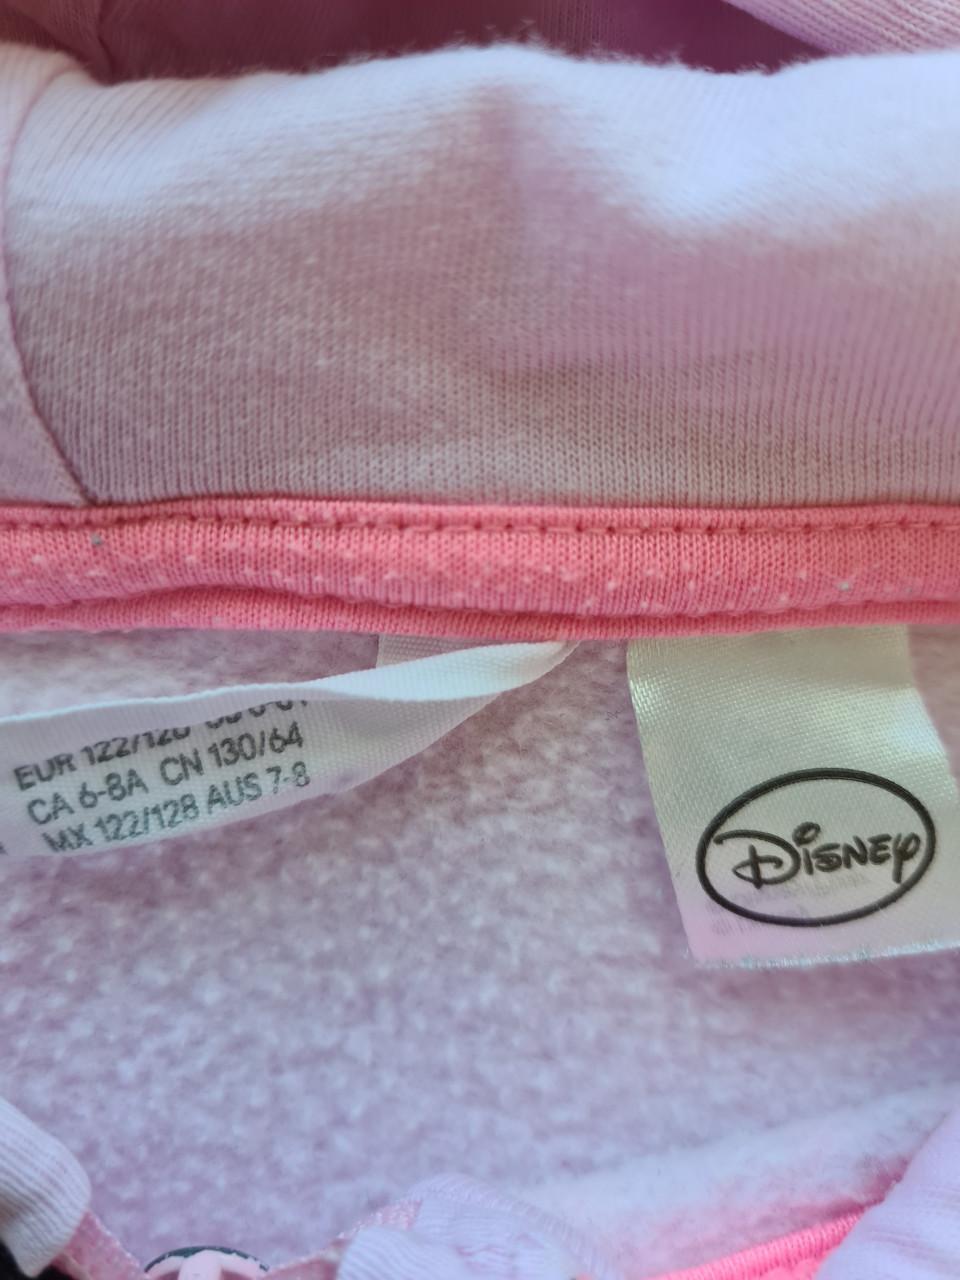 EUR 122/128
CA 6-8A CN 130/64
MX 122/128 AUS 7-8
Disney